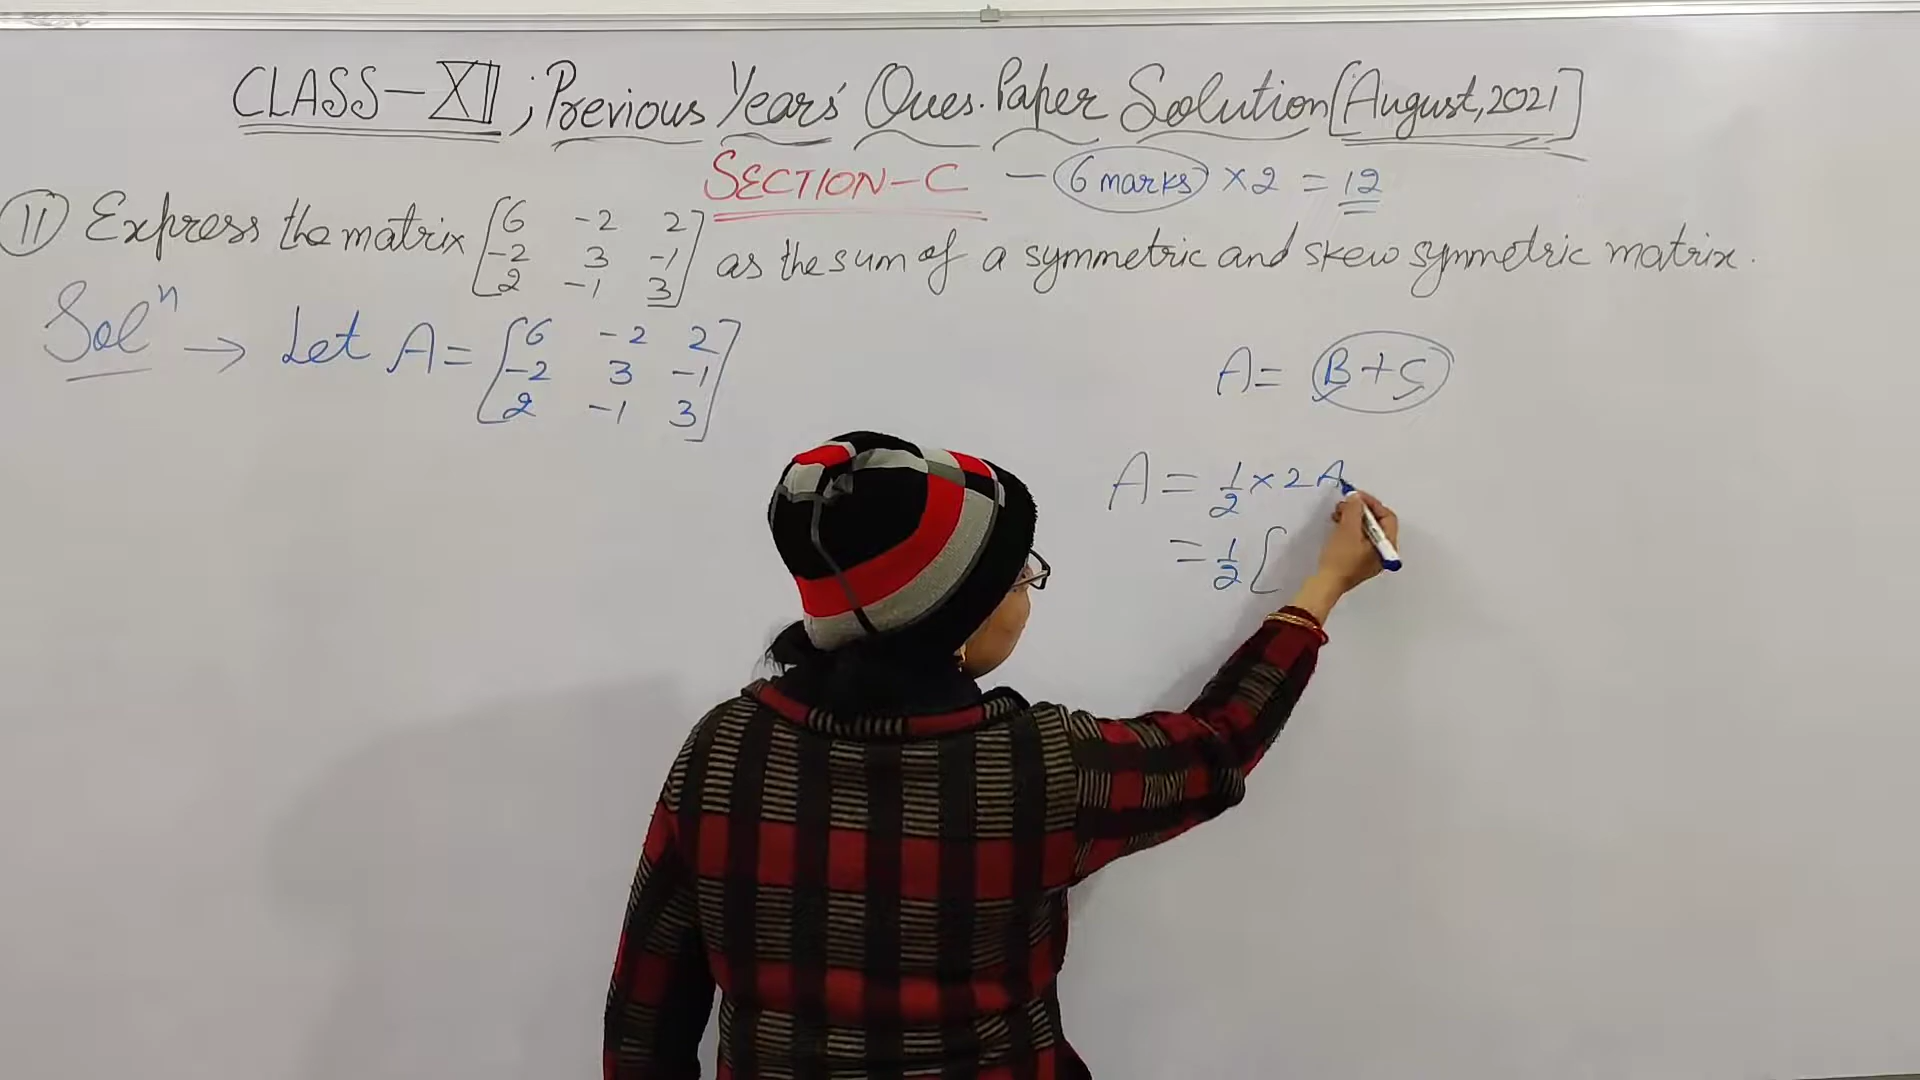 CLASS-XII; Previous Years' Ques. Paper Solution [August, 2021]
SECTION-C - 6 marks × 2 = 12
11 Express the matrix [6 -2 2
-2 3 -1
2 -1 3] as the sum of a symmetric and skew symmetric matrix.
Solⁿ → Let A = [6 -2 2
-2 3 -1
2 -1 3]
A = B+C
A = 1/2 × 2A
= 1/2 [